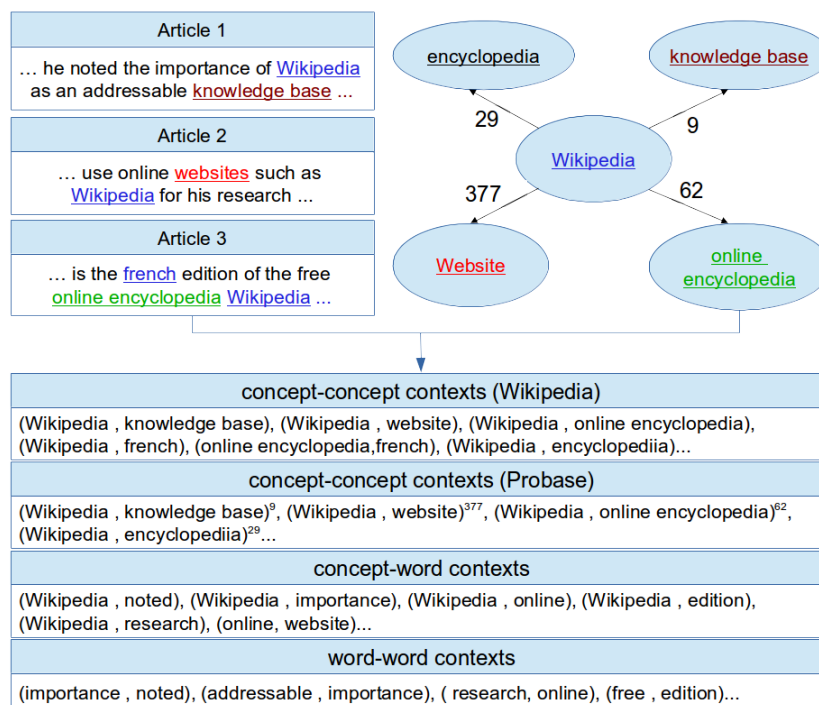 Article 1
... he noted the importance of Wikipedia
as an addressable knowledge base ...
Article 2
... use online websites such as
Wikipedia for his research ...
Article 3
... is the french edition of the free
online encyclopedia Wikipedia ...
encyclopedia
knowledge base
29
9
Wikipedia
377
62
Website
online
encyclopedia
concept-concept contexts (Wikipedia)
(Wikipedia , knowledge base), (Wikipedia , website), (Wikipedia , online encyclopedia),
(Wikipedia , french), (online encyclopedia,french), (Wikipedia , encyclopediia)...
concept-concept contexts (Probase)
(Wikipedia , knowledge base)⁹, (Wikipedia , website)³⁷⁷, (Wikipedia , online encyclopedia)⁶²,
(Wikipedia , encyclopediia)²⁹...
concept-word contexts
(Wikipedia , noted), (Wikipedia , importance), (Wikipedia , online), (Wikipedia , edition),
(Wikipedia , research), (online, website)...
word-word contexts
(importance , noted), (addressable , importance), ( research, online), (free , edition)...